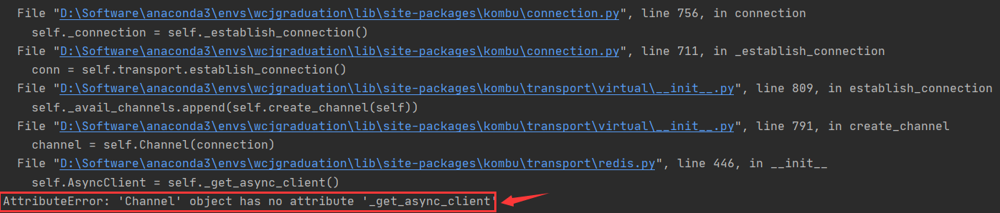 File "D:\Software\anaconda3\envs\wcjgraduation\lib\site-packages\kombu\connection.py", line 756, in connection
self._connection = self._establish_connection()
File "D:\Software\anaconda3\envs\wcjgraduation\lib\site-packages\kombu\connection.py", line 711, in _establish_connection
conn = self.transport.establish_connection()
File "D:\Software\anaconda3\envs\wcjgraduation\lib\site-packages\kombu\transport\virtual\__init__.py", line 809, in establish_connection
self._avail_channels.append(self.create_channel(self))
File "D:\Software\anaconda3\envs\wcjgraduation\lib\site-packages\kombu\transport\virtual\__init__.py", line 791, in create_channel
channel = self.Channel(connection)
File "D:\Software\anaconda3\envs\wcjgraduation\lib\site-packages\kombu\transport\redis.py", line 446, in __init__
self.AsyncClient = self._get_async_client()
AttributeError: 'Channel' object has no attribute '_get_async_client'